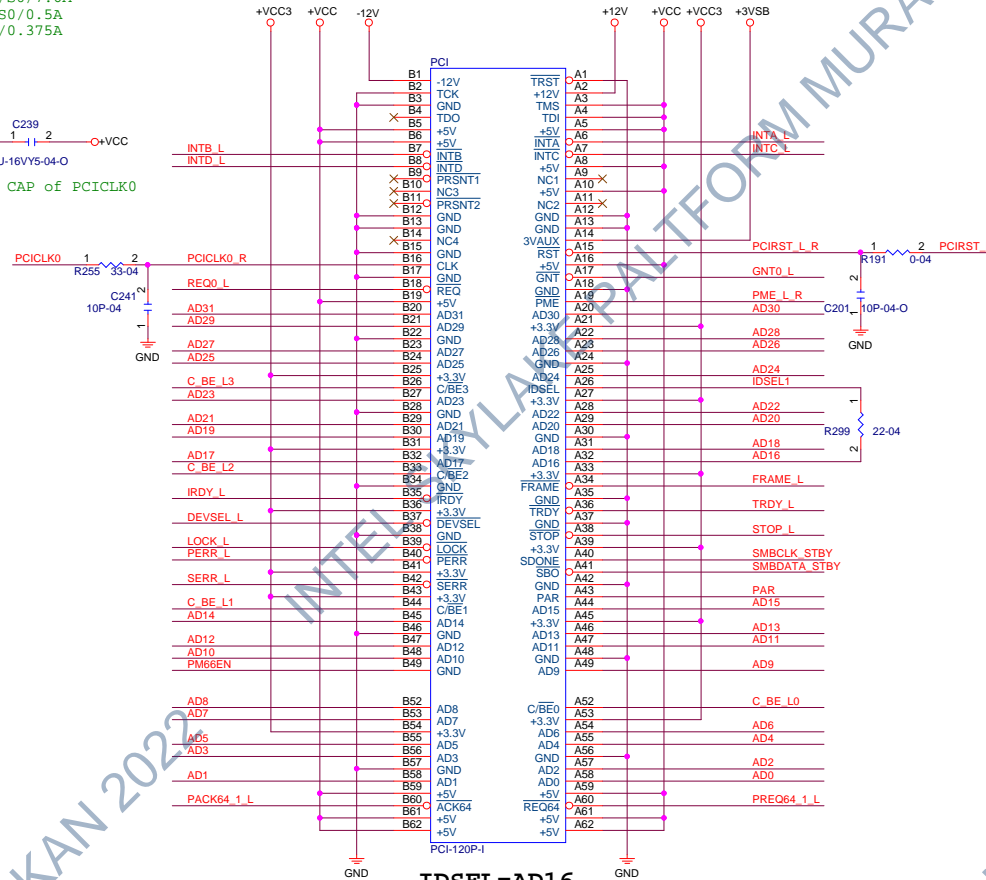 S0/0.5A
/0.375A
+VCC3 +VCC -12V +12V +VCC +VCC3 +3VSB
PCI
C239
1 2 +VCC
J-16VY5-04-O
CAP of PCICLK0
B1 -12V TRST A1
B2 TCK +12V A2
B3 GND TMS A3
B4 TDO TDI A4
B5 +5V +5V A5
B6 +5V INTA A6 INTA_L
INTB_L B7 INTB INTC A7 INTC_L
INTD_L B8 INTD +5V A8
B9 PRSNT1 NC1 A9
B10 NC3 +5V A10
B11 PRSNT2 NC2 A11
B12 GND GND A12
B13 GND GND A13
B14 NC4 3VAUX A14
B15 GND RST A15 PCIRST_L_R 1 R191 2 0-04 PCIRST_
PCICLK0 1 R255 2 33-04 PCICLK0_R B16 CLK +5V A16
B17 GND GNT A17 GNT0_L
REQ0_L B18 REQ GND A18
B19 +5V PME A19 PME_L_R
C241 2 10P-04 1 GND
C201 2 10P-04-O 1 GND
AD31 B20 AD31 AD30 A20 AD30
AD29 B21 AD29 +3.3V A21
B22 GND AD28 A22 AD28
AD27 B23 AD27 AD26 A23 AD26
AD25 B24 AD25 GND A24
B25 +3.3V AD24 A25 AD24
C_BE_L3 B26 C/BE3 IDSEL A26 IDSEL1
AD23 B27 AD23 +3.3V A27
B28 GND AD22 A28 AD22
AD21 B29 AD21 AD20 A29 AD20
AD19 B30 AD19 GND A30
R299 1 2 22-04
B31 +3.3V AD18 A31 AD18
AD17 B32 AD17 AD16 A32 AD16
C_BE_L2 B33 C/BE2 +3.3V A33
B34 GND FRAME A34 FRAME_L
IRDY_L B35 IRDY GND A35
B36 +3.3V TRDY A36 TRDY_L
DEVSEL_L B37 DEVSEL GND A37
B38 GND STOP A38 STOP_L
LOCK_L B39 LOCK +3.3V A39
PERR_L B40 PERR SDONE A40 SMBCLK_STBY
B41 +3.3V SBO A41 SMBDATA_STBY
SERR_L B42 SERR GND A42
B43 +3.3V PAR A43 PAR
C_BE_L1 B44 C/BE1 AD15 A44 AD15
AD14 B45 AD14 +3.3V A45
B46 GND AD13 A46 AD13
AD12 B47 AD12 AD11 A47 AD11
AD10 B48 AD10 GND A48
PM66EN B49 GND AD9 A49 AD9
AD8 B52 AD8 C/BE0 A52 C_BE_L0
AD7 B53 AD7 +3.3V A53
B54 +3.3V AD6 A54 AD6
AD5 B55 AD5 AD4 A55 AD4
AD3 B56 AD3 GND A56
B57 GND AD2 A57 AD2
AD1 B58 AD1 AD0 A58 AD0
B59 +5V +5V A59
PACK64_1_L B60 ACK64 REQ64 A60 PREQ64_1_L
B61 +5V +5V A61
B62 +5V +5V A62
PCI-120P-I
GND GND
IDSEL=AD16
INTEL SKYLAKE PALTFORM MURA
KAN 2022